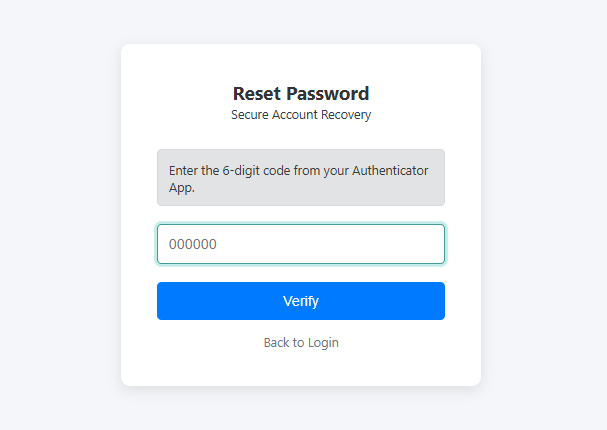 Reset Password
Secure Account Recovery
Enter the 6-digit code from your Authenticator
App.
000000
Verify
Back to Login